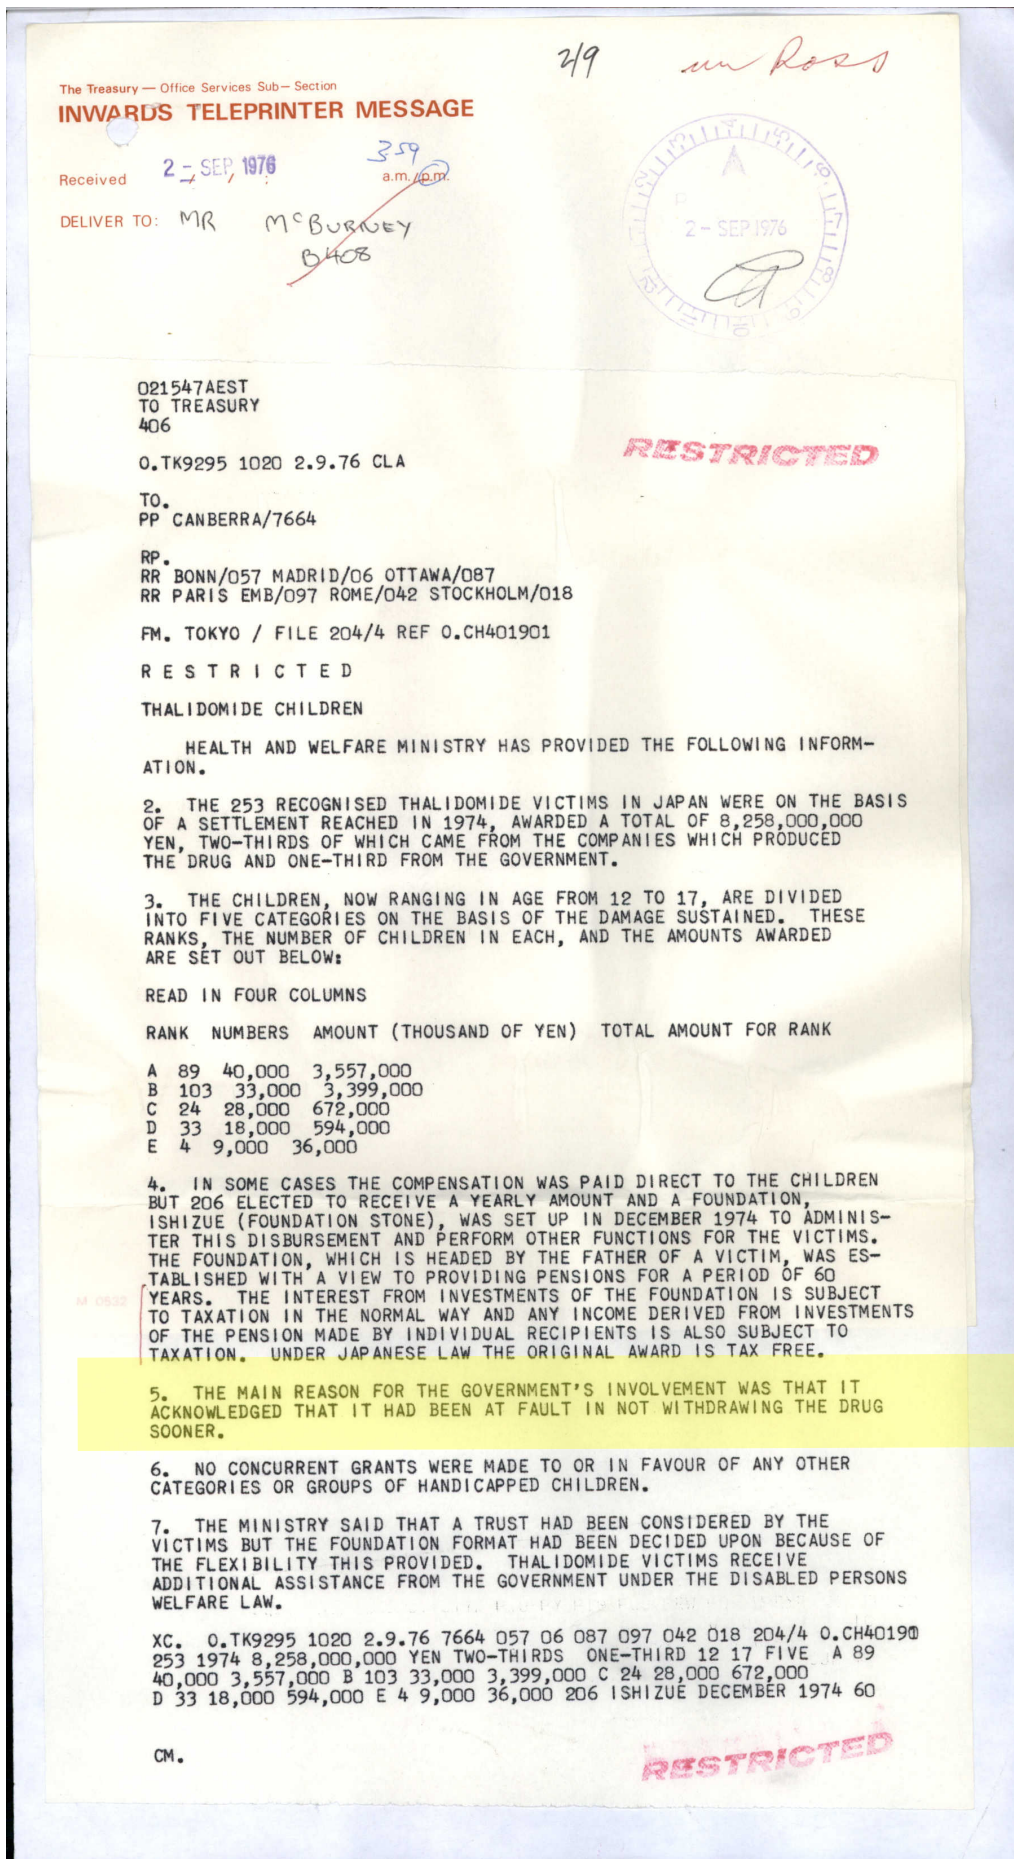 2/9
Mr Ross
The Treasury — Office Services Sub—Section
INWARDS TELEPRINTER MESSAGE
Received 2 - SEP 1976 3 59 a.m./p.m.
DELIVER TO: MR McBURNEY
B408
2 - SEP 1976
021547AEST
TO TREASURY
406
RESTRICTED
O.TK9295 1020 2.9.76 CLA
TO.
PP CANBERRA/7664
RP.
RR BONN/057 MADRID/06 OTTAWA/087
RR PARIS EMB/097 ROME/042 STOCKHOLM/018
FM. TOKYO / FILE 204/4 REF O.CH401901
R E S T R I C T E D
THALIDOMIDE CHILDREN
HEALTH AND WELFARE MINISTRY HAS PROVIDED THE FOLLOWING INFORM-
ATION.
2. THE 253 RECOGNISED THALIDOMIDE VICTIMS IN JAPAN WERE ON THE BASIS
OF A SETTLEMENT REACHED IN 1974, AWARDED A TOTAL OF 8,258,000,000
YEN, TWO-THIRDS OF WHICH CAME FROM THE COMPANIES WHICH PRODUCED
THE DRUG AND ONE-THIRD FROM THE GOVERNMENT.
3. THE CHILDREN, NOW RANGING IN AGE FROM 12 TO 17, ARE DIVIDED
INTO FIVE CATEGORIES ON THE BASIS OF THE DAMAGE SUSTAINED. THESE
RANKS, THE NUMBER OF CHILDREN IN EACH, AND THE AMOUNTS AWARDED
ARE SET OUT BELOW:
READ IN FOUR COLUMNS
RANK NUMBERS AMOUNT (THOUSAND OF YEN) TOTAL AMOUNT FOR RANK
A 89 40,000 3,557,000
B 103 33,000 3,399,000
C 24 28,000 672,000
D 33 18,000 594,000
E 4 9,000 36,000
4. IN SOME CASES THE COMPENSATION WAS PAID DIRECT TO THE CHILDREN
BUT 206 ELECTED TO RECEIVE A YEARLY AMOUNT AND A FOUNDATION,
ISHIZUE (FOUNDATION STONE), WAS SET UP IN DECEMBER 1974 TO ADMINIS-
TER THIS DISBURSEMENT AND PERFORM OTHER FUNCTIONS FOR THE VICTIMS.
THE FOUNDATION, WHICH IS HEADED BY THE FATHER OF A VICTIM, WAS ES-
TABLISHED WITH A VIEW TO PROVIDING PENSIONS FOR A PERIOD OF 60
M 0532
YEARS. THE INTEREST FROM INVESTMENTS OF THE FOUNDATION IS SUBJECT
TO TAXATION IN THE NORMAL WAY AND ANY INCOME DERIVED FROM INVESTMENTS
OF THE PENSION MADE BY INDIVIDUAL RECIPIENTS IS ALSO SUBJECT TO
TAXATION. UNDER JAPANESE LAW THE ORIGINAL AWARD IS TAX FREE.
5. THE MAIN REASON FOR THE GOVERNMENT'S INVOLVEMENT WAS THAT IT
ACKNOWLEDGED THAT IT HAD BEEN AT FAULT IN NOT WITHDRAWING THE DRUG
SOONER.
6. NO CONCURRENT GRANTS WERE MADE TO OR IN FAVOUR OF ANY OTHER
CATEGORIES OR GROUPS OF HANDICAPPED CHILDREN.
7. THE MINISTRY SAID THAT A TRUST HAD BEEN CONSIDERED BY THE
VICTIMS BUT THE FOUNDATION FORMAT HAD BEEN DECIDED UPON BECAUSE OF
THE FLEXIBILITY THIS PROVIDED. THALIDOMIDE VICTIMS RECEIVE
ADDITIONAL ASSISTANCE FROM THE GOVERNMENT UNDER THE DISABLED PERSONS
WELFARE LAW.
XC. O.TK9295 1020 2.9.76 7664 057 06 087 097 042 018 204/4 O.CH40190
253 1974 8,258,000,000 YEN TWO-THIRDS ONE-THIRD 12 17 FIVE A 89
40,000 3,557,000 B 103 33,000 3,399,000 C 24 28,000 672,000
D 33 18,000 594,000 E 4 9,000 36,000 206 ISHIZUE DECEMBER 1974 60
CM.
RESTRICTED